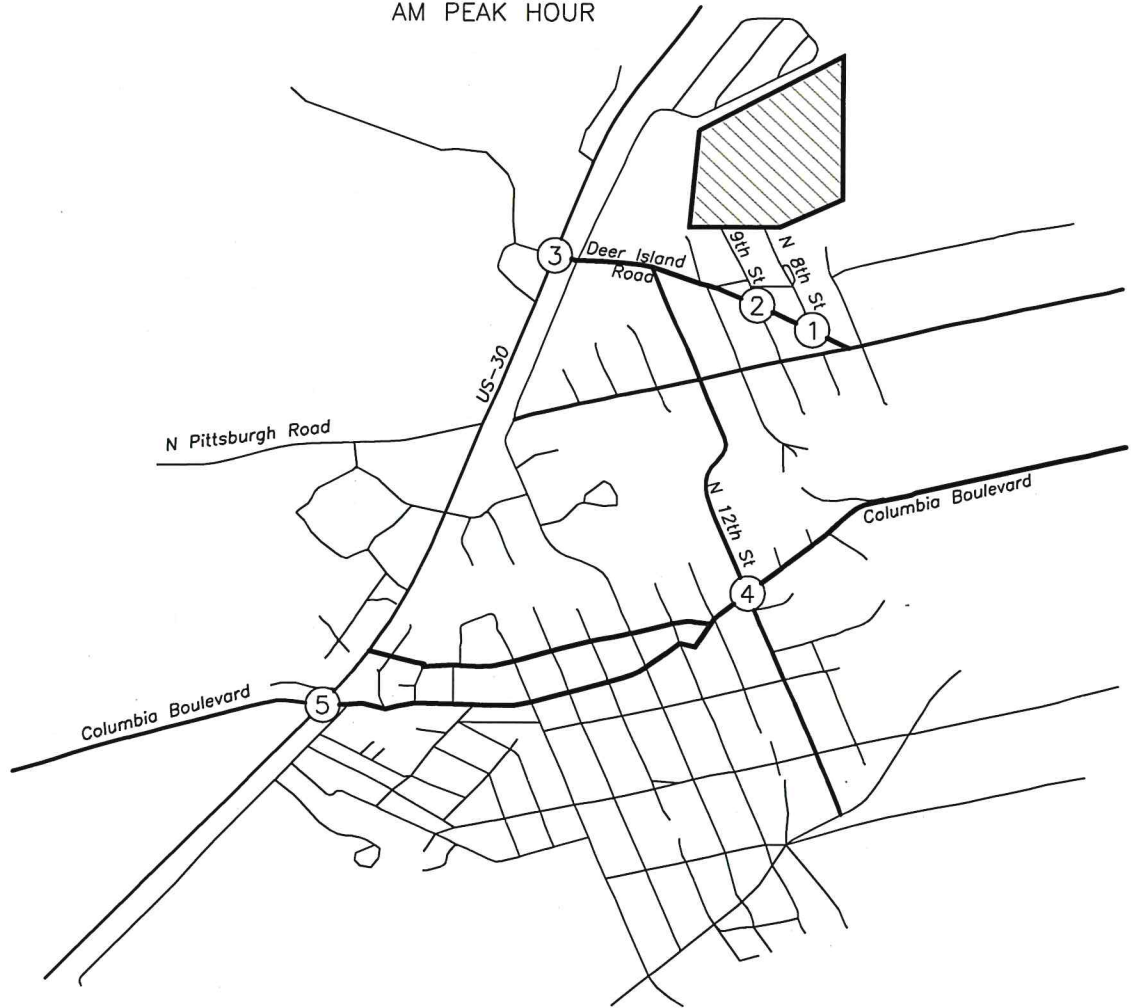 AM PEAK HOUR
3
Deer Island
Road
9th St
N 8th St
2
1
US-30
N Pittsburgh Road
N 12th St
Columbia Boulevard
4
Columbia Boulevard
5